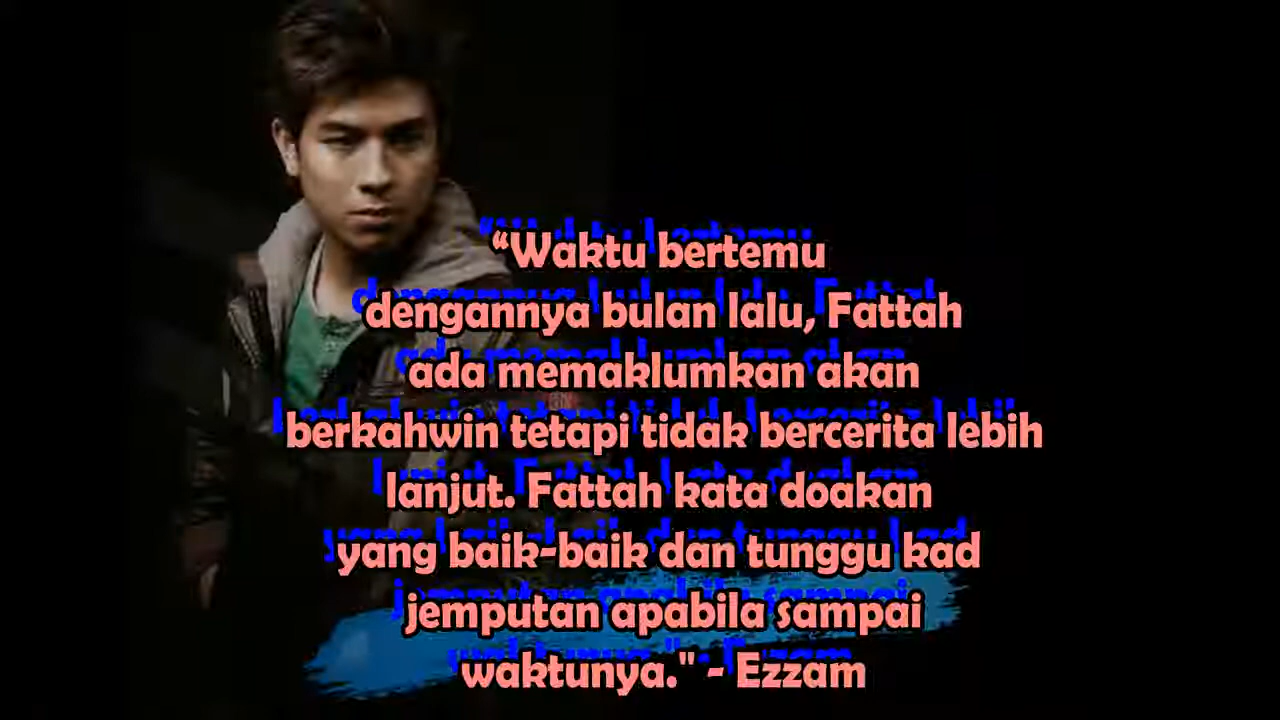 “Waktu bertemu
dengannya bulan lalu, Fattah
ada memaklumkan akan
berkahwin tetapi tidak bercerita lebih
lanjut. Fattah kata doakan
yang baik-baik dan tunggu kad
jemputan apabila sampai
waktunya." - Ezzam